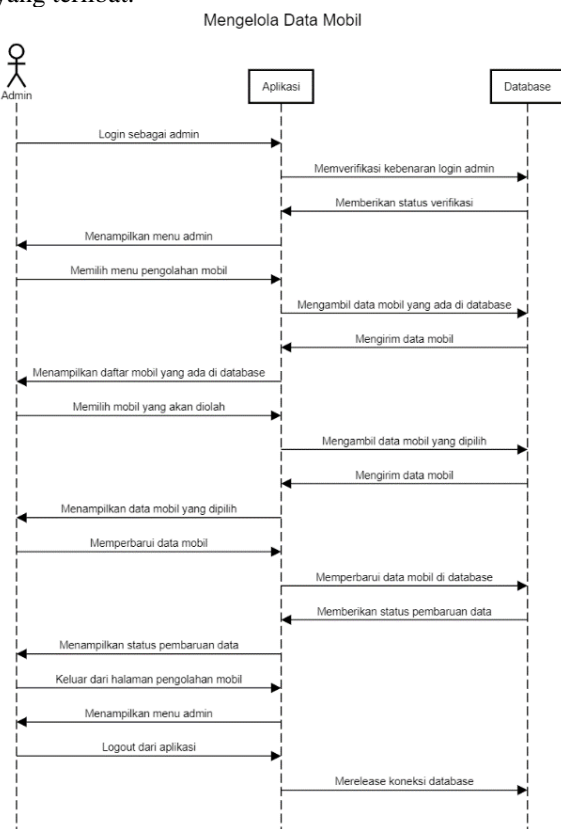 yang terlibat.
Mengelola Data Mobil
Admin
Aplikasi
Database
Login sebagai admin
Memverifikasi kebenaran login admin
Memberikan status verifikasi
Menampilkan menu admin
Memilih menu pengolahan mobil
Mengambil data mobil yang ada di database
Mengirim data mobil
Menampilkan daftar mobil yang ada di database
Memilih mobil yang akan diolah
Mengambil data mobil yang dipilih
Mengirim data mobil
Menampilkan data mobil yang dipilih
Memperbarui data mobil
Memperbarui data mobil di database
Memberikan status pembaruan data
Menampilkan status pembaruan data
Keluar dari halaman pengolahan mobil
Menampilkan menu admin
Logout dari aplikasi
Merelease koneksi database